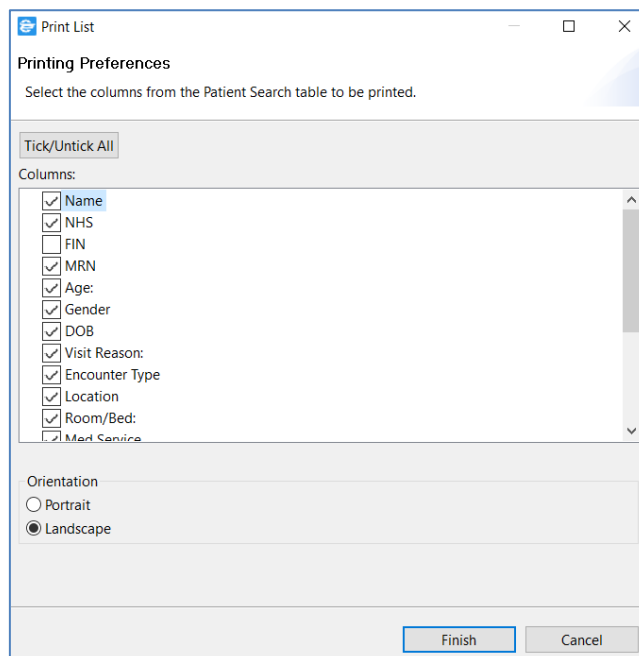 Print List
Printing Preferences
Select the columns from the Patient Search table to be printed.
Tick/Untick All
Columns:
Name
NHS
FIN
MRN
Age:
Gender
DOB
Visit Reason:
Encounter Type
Location
Room/Bed:
Med Service
Orientation
Portrait
Landscape
Finish Cancel